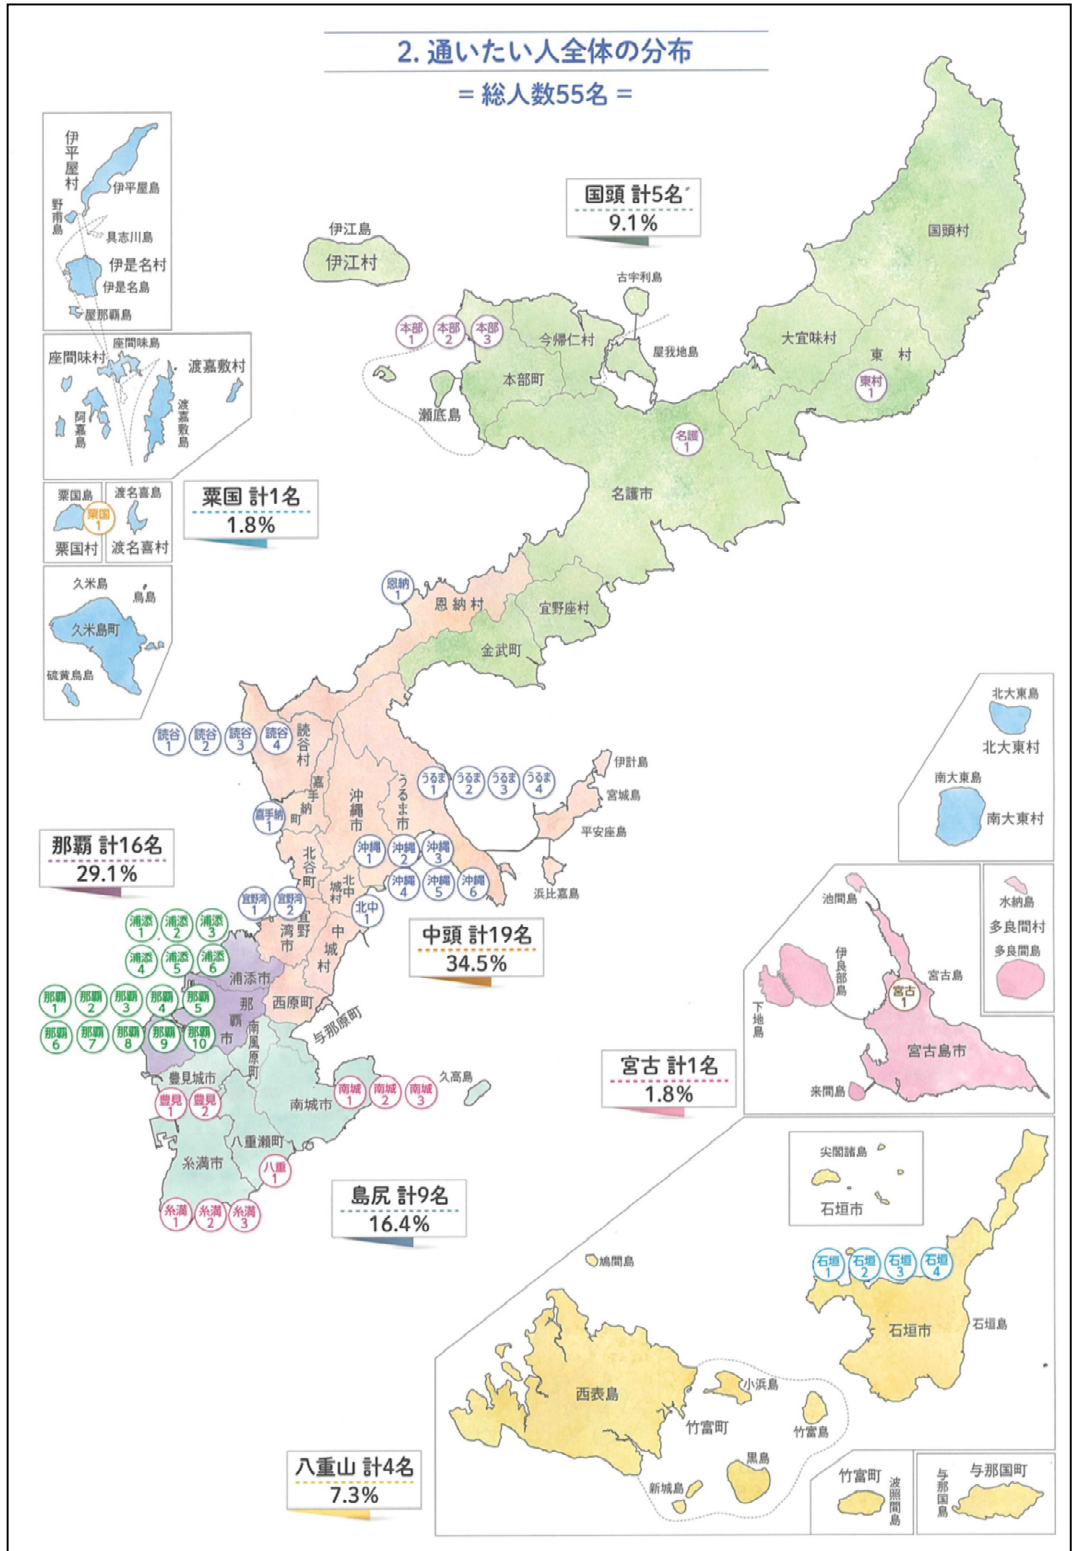 2. 通いたい人全体の分布
= 総人数55名 =
伊平屋村
伊平屋島
野甫島
具志川島
伊是名村
伊是名島
屋那覇島
国頭 計5名
9.1%
伊江島
伊江村
国頭村
古宇利島
本部1
本部2
本部3
今帰仁村
屋我地島
大宜味村
東 村
東村1
本部町
瀬底島
名護1
名護市
座間味島
座間味村
渡嘉敷村
阿嘉島
渡嘉敷島
粟国 計1名
1.8%
粟国島
渡名喜島
粟国1
粟国村
渡名喜村
久米島
鳥島
久米島町
硫黄鳥島
恩納1
恩納村
宜野座村
金武町
北大東島
北大東村
南大東島
南大東村
読谷1
読谷2
読谷3
読谷4
読谷村
嘉手納町
嘉手納1
沖縄市
うるま市
うるま1
うるま2
うるま3
うるま4
伊計島
宮城島
平安座島
浜比嘉島
那覇 計16名
29.1%
沖縄1
沖縄2
沖縄3
沖縄4
沖縄5
沖縄6
北谷町
北中城村
北中1
宜野湾1
宜野湾2
宜野湾市
中城村
中頭 計19名
34.5%
浦添1
浦添2
浦添3
浦添4
浦添5
浦添6
浦添市
西原町
那覇1
那覇2
那覇3
那覇4
那覇5
那覇6
那覇7
那覇8
那覇9
那覇10
那覇市
南風原町
与那原町
池間島
水納島
多良間村
多良間島
伊良部島
宮古島
下地島
宮古1
宮古島市
来間島
宮古 計1名
1.8%
豊見城市
豊見1
豊見2
久高島
南城市
南城1
南城2
南城3
八重瀬町
糸満市
八重1
糸満1
糸満2
糸満3
島尻 計9名
16.4%
尖閣諸島
石垣市
石垣1
石垣2
石垣3
石垣4
石垣市
石垣島
鳩間島
西表島
小浜島
竹富町
竹富島
黒島
新城島
八重山 計4名
7.3%
竹富町
波照間島
与那国町
与那国島